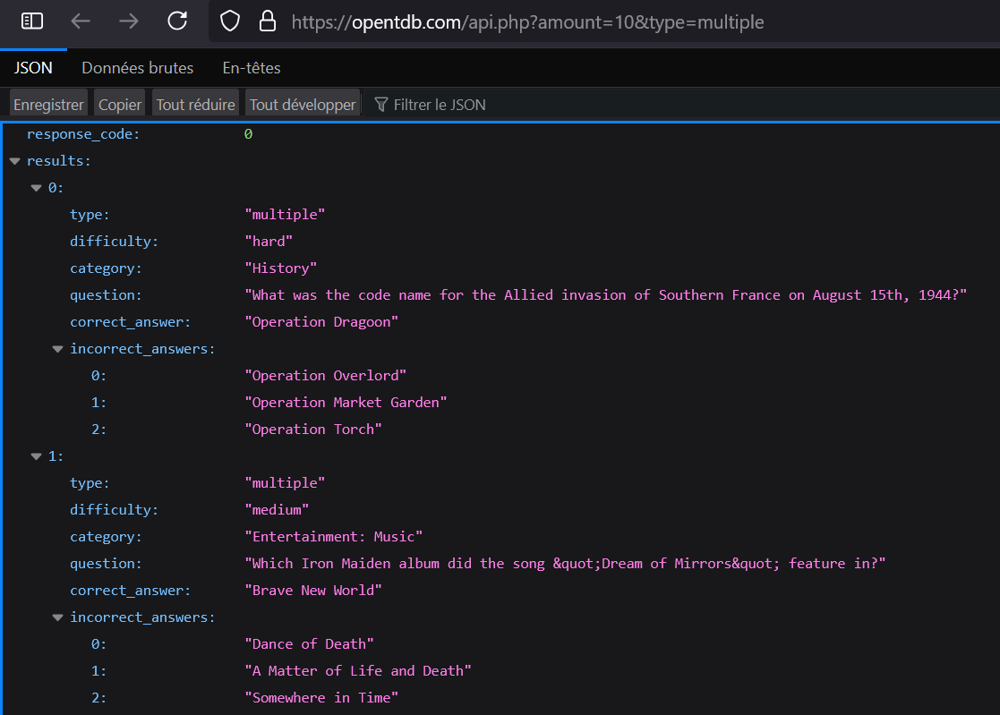 https://opentdb.com/api.php?amount=10&type=multiple
JSON Données brutes En-têtes
Enregistrer Copier Tout réduire Tout développer Filtrer le JSON
response_code: 0
results:
0:
type: "multiple"
difficulty: "hard"
category: "History"
question: "What was the code name for the Allied invasion of Southern France on August 15th, 1944?"
correct_answer: "Operation Dragoon"
incorrect_answers:
0: "Operation Overlord"
1: "Operation Market Garden"
2: "Operation Torch"
1:
type: "multiple"
difficulty: "medium"
category: "Entertainment: Music"
question: "Which Iron Maiden album did the song &quot;Dream of Mirrors&quot; feature in?"
correct_answer: "Brave New World"
incorrect_answers:
0: "Dance of Death"
1: "A Matter of Life and Death"
2: "Somewhere in Time"